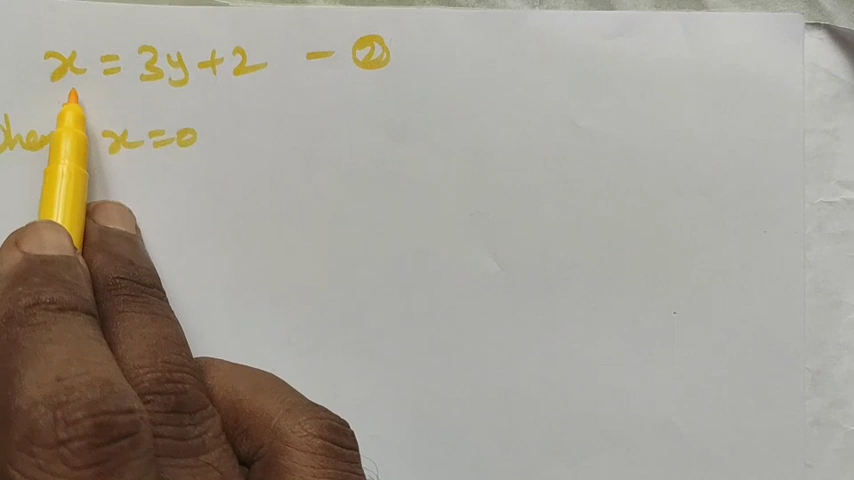 x = 3y + 2 - ②
x = 0